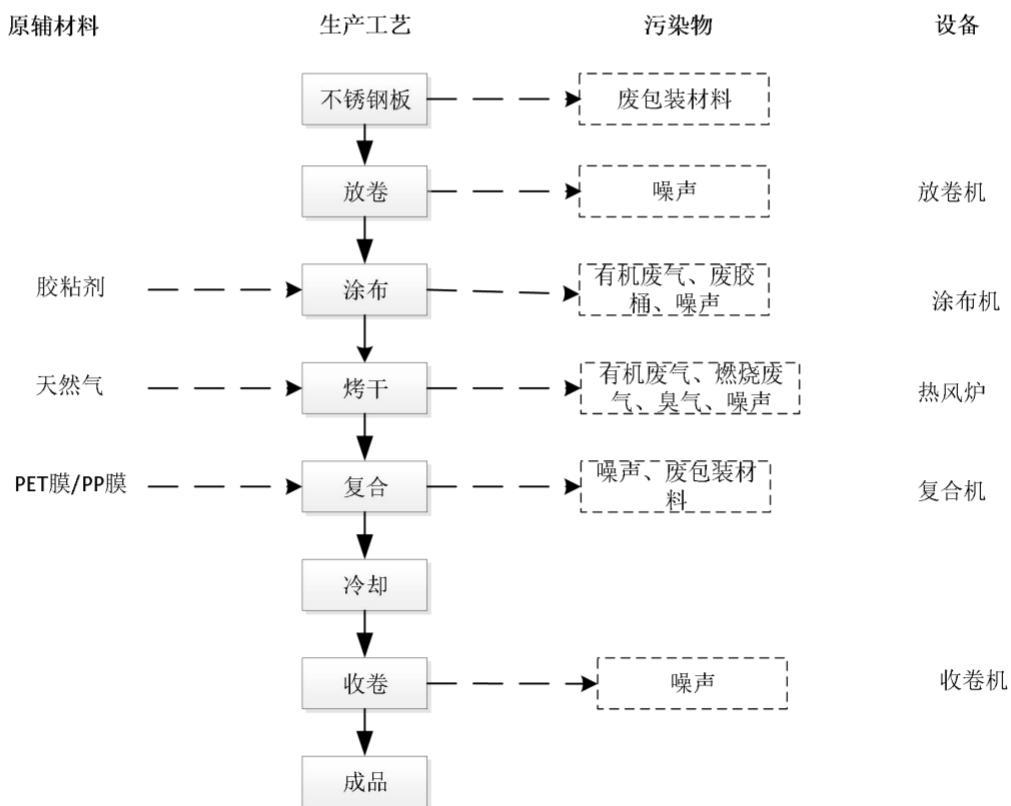 原辅材料 生产工艺 污染物 设备
不锈钢板 废包装材料
放卷 噪声 放卷机
胶粘剂 涂布 有机废气、废胶
桶、噪声 涂布机
天然气 烤干 有机废气、燃烧废
气、臭气、噪声 热风炉
PET膜/PP膜 复合 噪声、废包装材
料 复合机
冷却
收卷 噪声 收卷机
成品